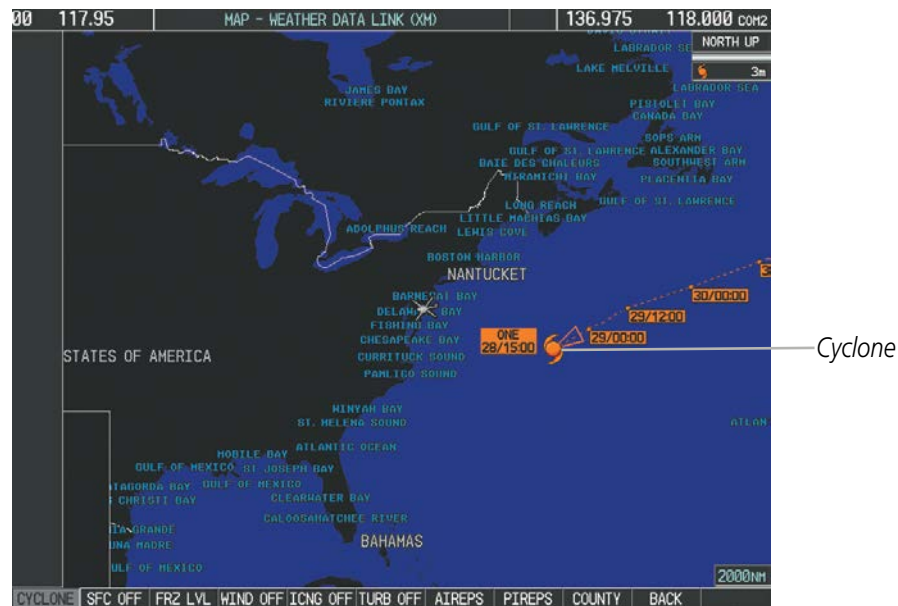 00 117.95 MAP - WEATHER DATA LINK (XM) 136.975 118.000 COM2
NORTH UP
LABRADOR SE
LAKE MELVILLE
3m
JAMES BAY
LABRADOR SEA
RIVIERE PONTAX
PISTOLET BAY
CANADA BAY
GULF OF ST. LAWRENCE
SOPS ARM
GULF OF ST. LAWRENCE ALEXANDER BAY
BAIE DES CHALEURS
SOUTHWEST ARM
MIRAMICHI BAY
PLACENTIA BAY
LONG REACH
GULF OF ST. LAWRENCE
LITTLE MACHIAS BAY
ADOLPHUS REACH
LEWIS COVE
BOSTON HARBOR
NANTUCKET
BARNEGAT BAY
30/00:00
DELAWARE BAY
29/12:00
FISHING BAY
ONE
28/15:00
29/00:00
CHESAPEAKE BAY
Cyclone
STATES OF AMERICA
CURRITUCK SOUND
PAMLICO SOUND
WINYAH BAY
ST. HELENA SOUND
ATLAN
ATLANTIC OCEAN
MOBILE BAY
GULF OF MEXICO
ST JOSEPH BAY
TAGORDA BAY
GULF OF MEXICO
CHRISTI BAY
CLEARWATER BAY
CALOOSAHATCHEE RIVER
GRANDE
UNA MADRE
BAHAMAS
ULF OF MEXICO
2000NM
CYCLONE SFC OFF FRZ LVL WIND OFF ICNG OFF TURB OFF AIREPS PIREPS COUNTY BACK